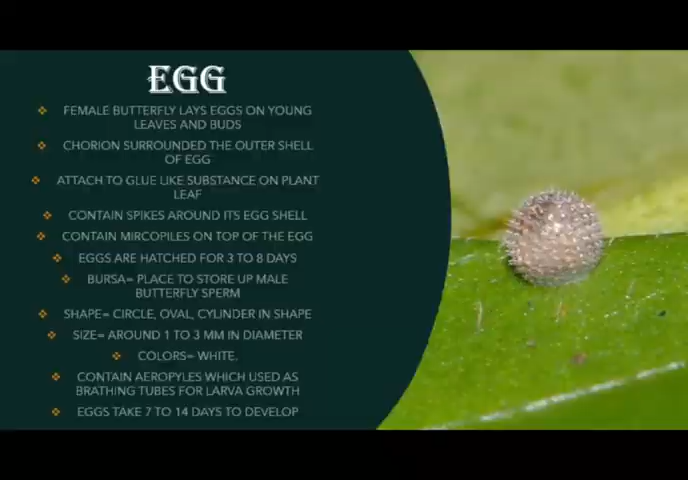 EGG
FEMALE BUTTERFLY LAYS EGGS ON YOUNG
LEAVES AND BUDS
CHORION SURROUNDED THE OUTER SHELL
OF EGG
ATTACH TO GLUE LIKE SUBSTANCE ON PLANT
LEAF
CONTAIN SPIKES AROUND ITS EGG SHELL
CONTAIN MIRCOPILES ON TOP OF THE EGG
EGGS ARE HATCHED FOR 3 TO 8 DAYS
BURSA= PLACE TO STORE UP MALE
BUTTERFLY SPERM
SHAPE= CIRCLE, OVAL, CYLINDER IN SHAPE
SIZE= AROUND 1 TO 3 MM IN DIAMETER
COLORS= WHITE.
CONTAIN AEROPYLES WHICH USED AS
BRATHING TUBES FOR LARVA GROWTH
EGGS TAKE 7 TO 14 DAYS TO DEVELOP